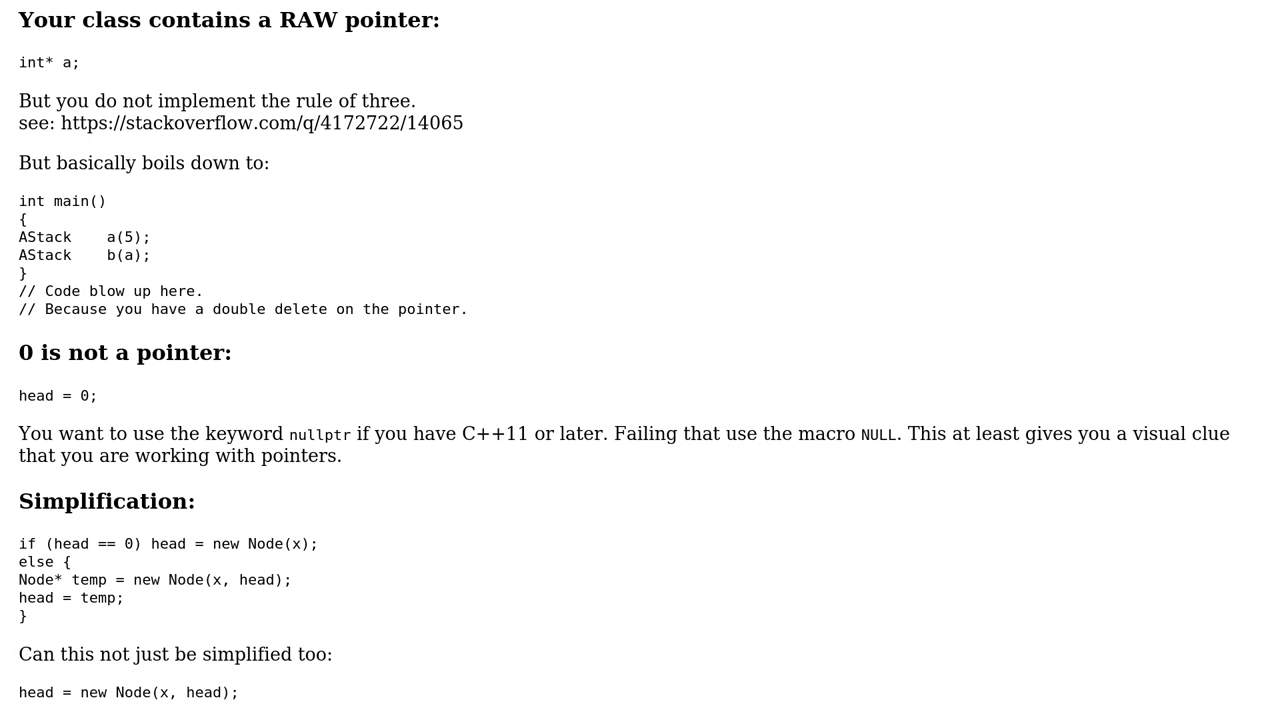 Your class contains a RAW pointer:
int* a;
But you do not implement the rule of three.
see: https://stackoverflow.com/q/4172722/14065
But basically boils down to:
int main()
{
AStack    a(5);
AStack    b(a);
}
// Code blow up here.
// Because you have a double delete on the pointer.
0 is not a pointer:
head = 0;
You want to use the keyword nullptr if you have C++11 or later. Failing that use the macro NULL. This at least gives you a visual clue
that you are working with pointers.
Simplification:
if (head == 0) head = new Node(x);
else {
Node* temp = new Node(x, head);
head = temp;
}
Can this not just be simplified too:
head = new Node(x, head);